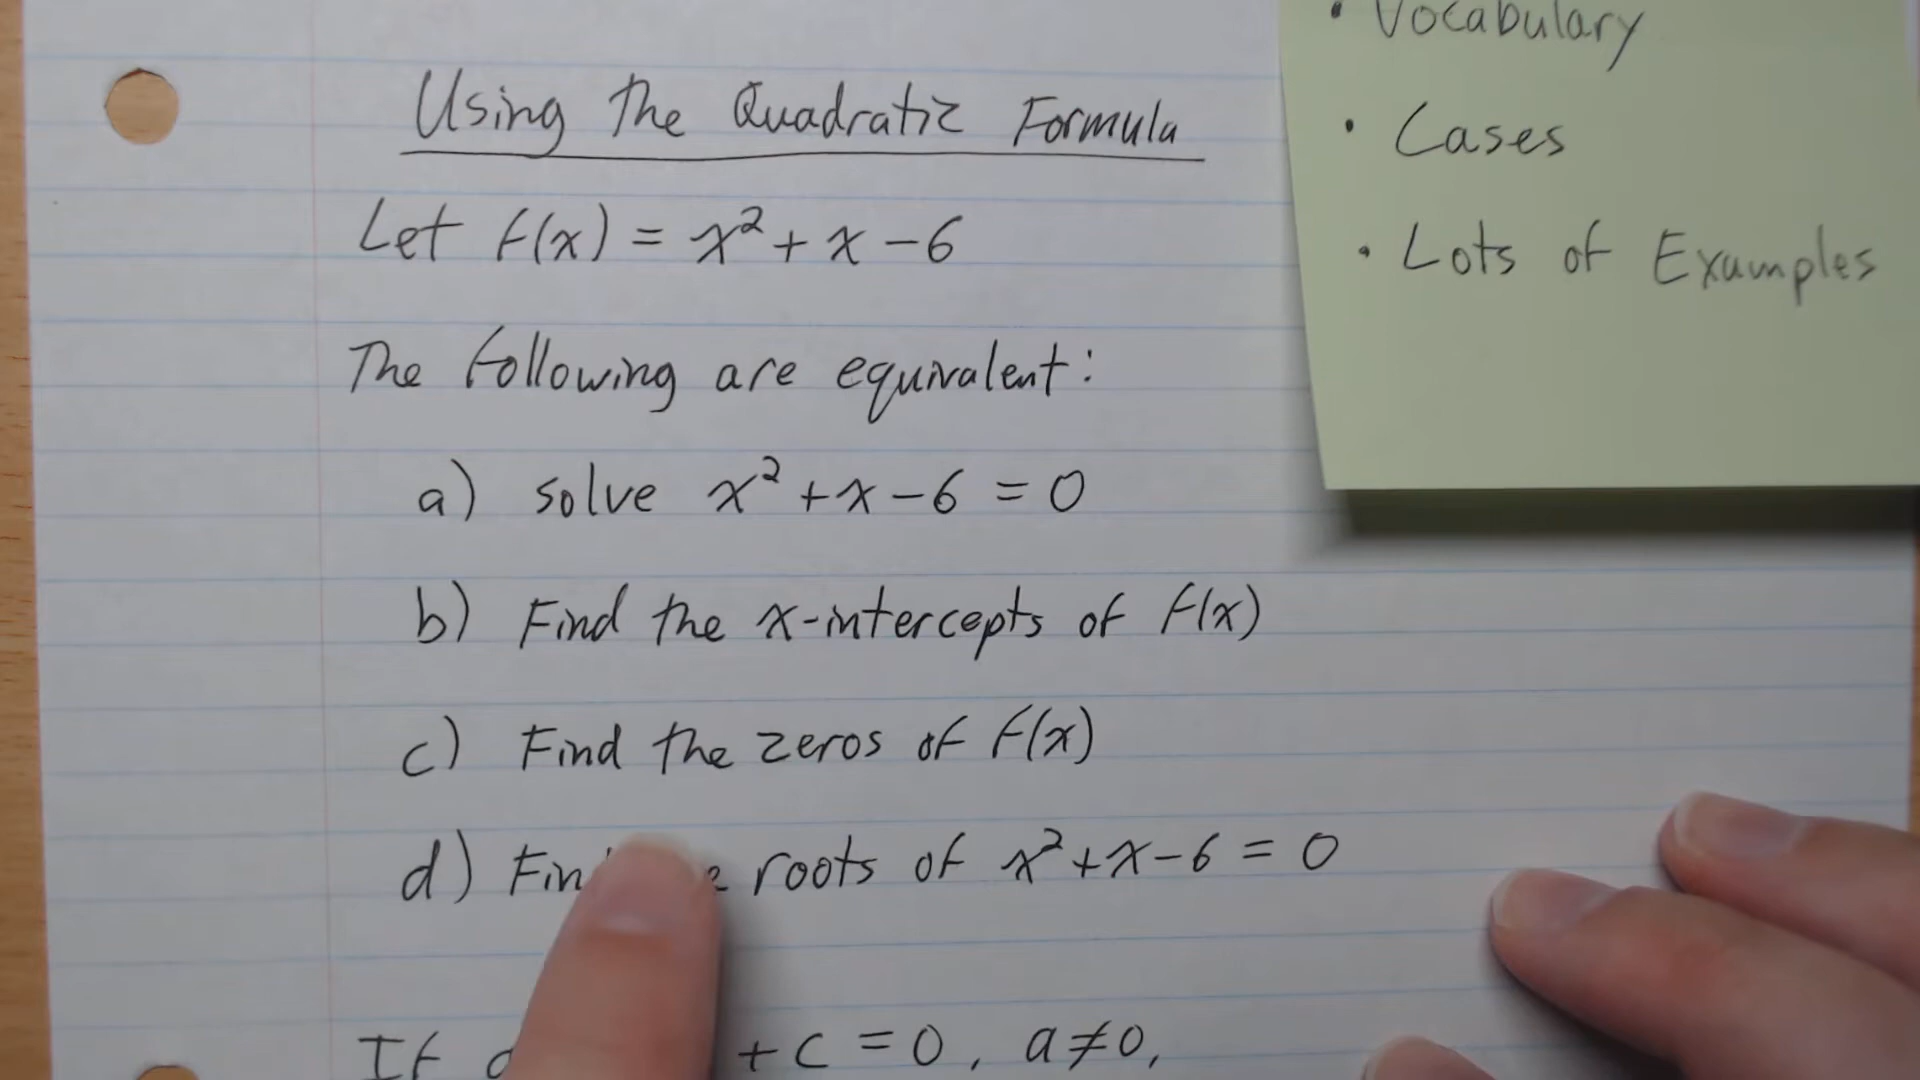 Using the Quadratic Formula
Let f(x) = x² + x - 6
The following are equivalent:
a) solve x² + x - 6 = 0
b) Find the x-intercepts of f(x)
c) Find the zeros of f(x)
d) roots of x² + x - 6 = 0
If + c = 0, a ≠ 0,
• Vocabulary
• Cases
• Lots of Examples